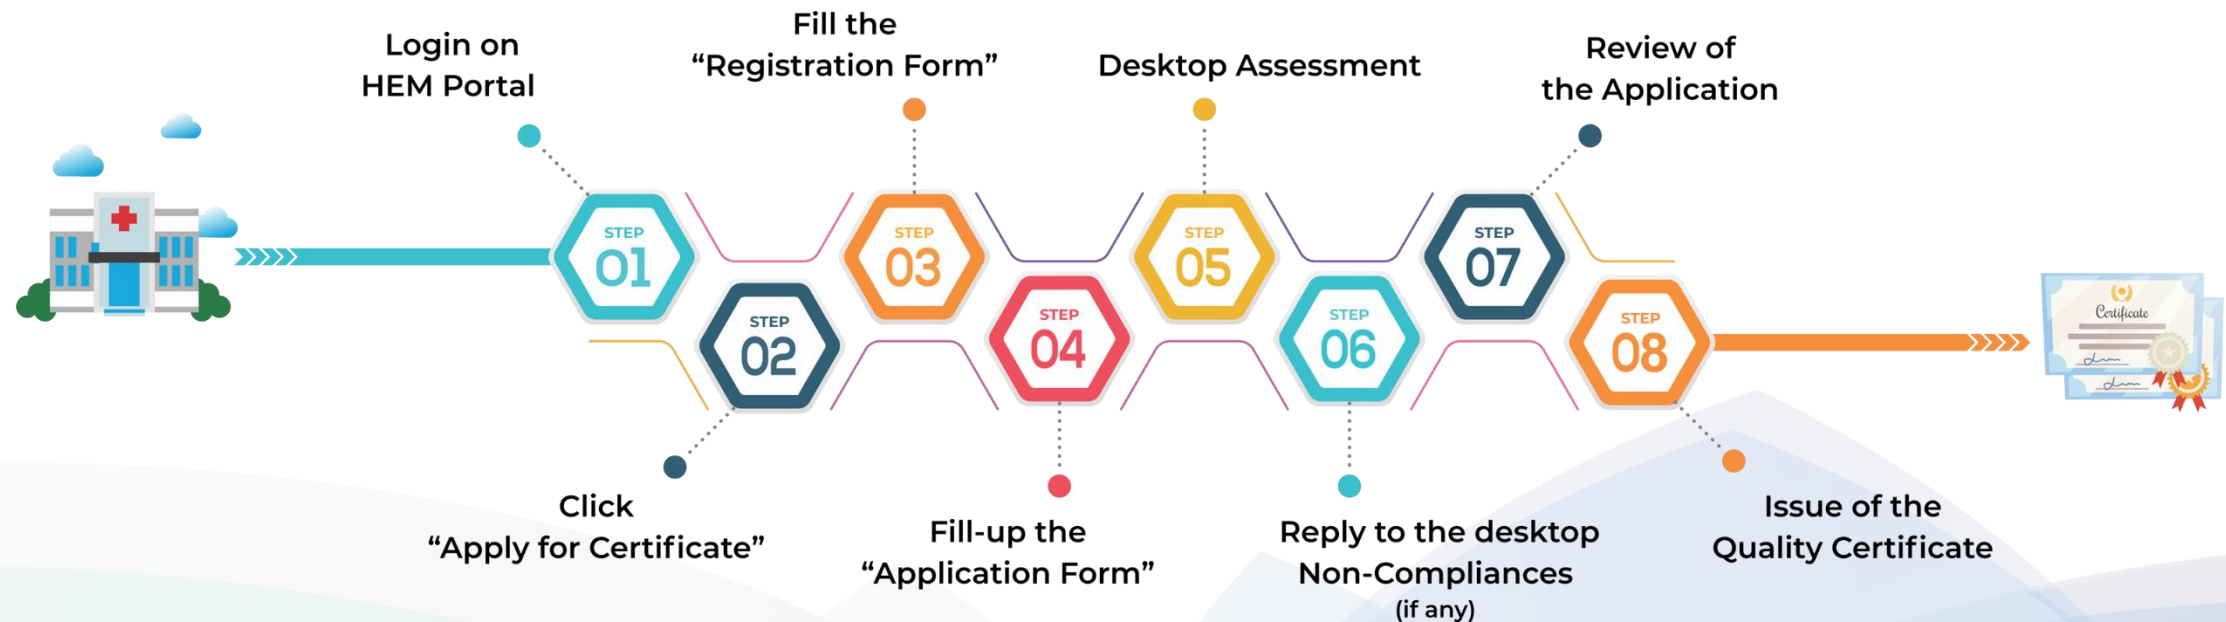 Login on
HEM Portal
STEP
01
Click
“Apply for Certificate”
STEP
02
Fill the
“Registration Form”
STEP
03
Fill-up the
“Application Form”
STEP
04
Desktop Assessment
STEP
05
Reply to the desktop
Non-Compliances
(if any)
STEP
06
Review of
the Application
STEP
07
Issue of the
Quality Certificate
STEP
08
Certificate